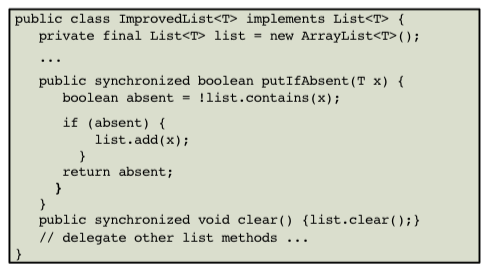 public class ImprovedList<T> implements List<T> {
private final List<T> list = new ArrayList<T>();
...
public synchronized boolean putIfAbsent(T x) {
boolean absent = !list.contains(x);
if (absent) {
list.add(x);
}
return absent;
}
}
public synchronized void clear() {list.clear();}
// delegate other list methods ...
}